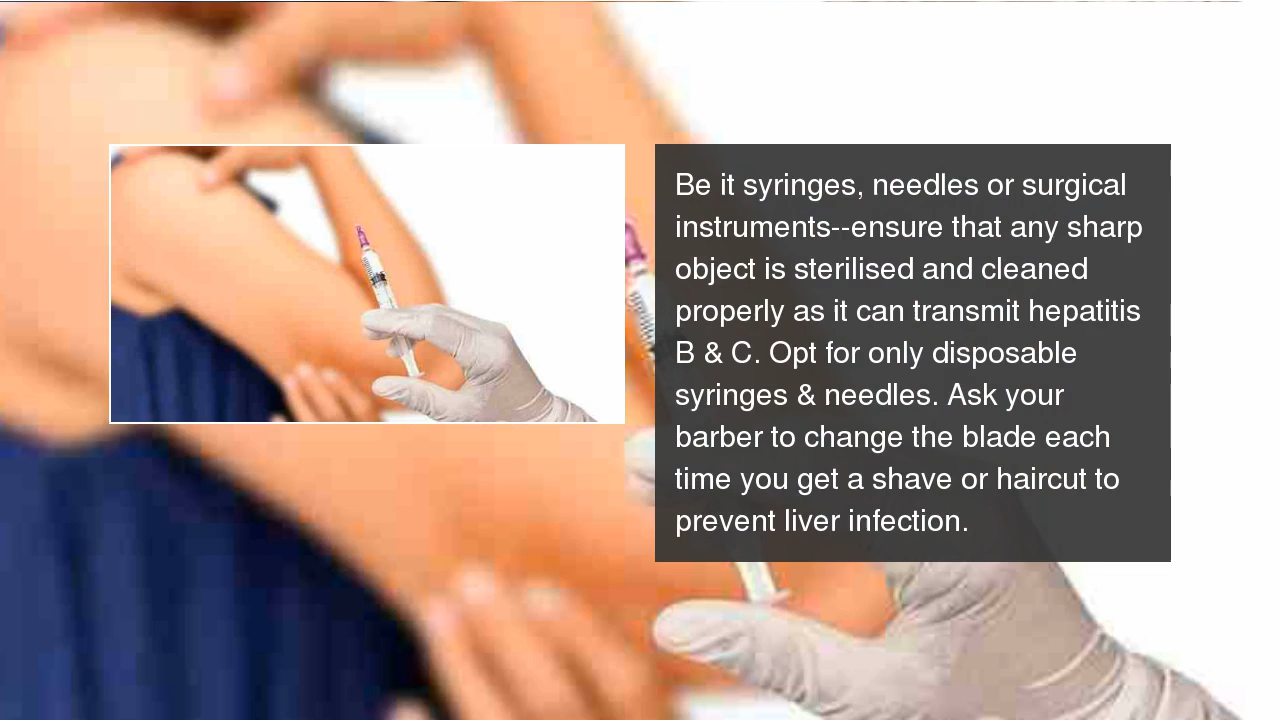 Be it syringes, needles or surgical
instruments--ensure that any sharp
object is sterilised and cleaned
properly as it can transmit hepatitis
B & C. Opt for only disposable
syringes & needles. Ask your
barber to change the blade each
time you get a shave or haircut to
prevent liver infection.